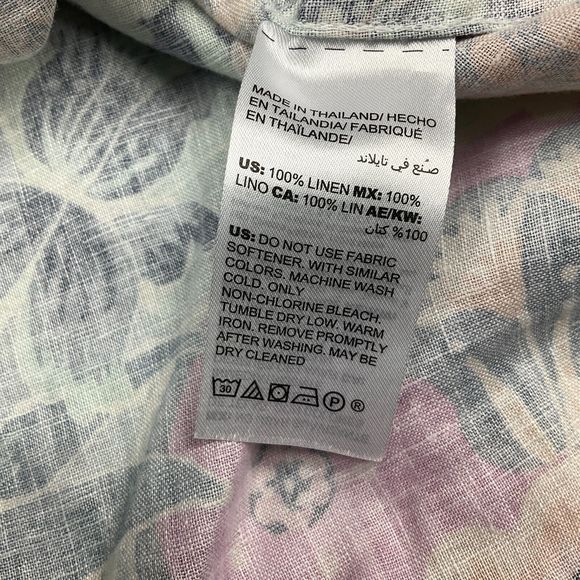 MADE IN THAILAND/ HECHO
EN TAILANDIA/ FABRIQUÉ
EN THAÏLANDE/
صنع في تايلاند
US: 100% LINEN MX: 100%
LINO CA: 100% LIN AE/KW:
100% كتان
US: DO NOT USE FABRIC
SOFTENER. WITH SIMILAR
COLORS. MACHINE WASH
COLD. ONLY
NON-CHLORINE BLEACH.
TUMBLE DRY LOW. WARM
IRON. REMOVE PROMPTLY
AFTER WASHING. MAY BE
DRY CLEANED
30 P ®